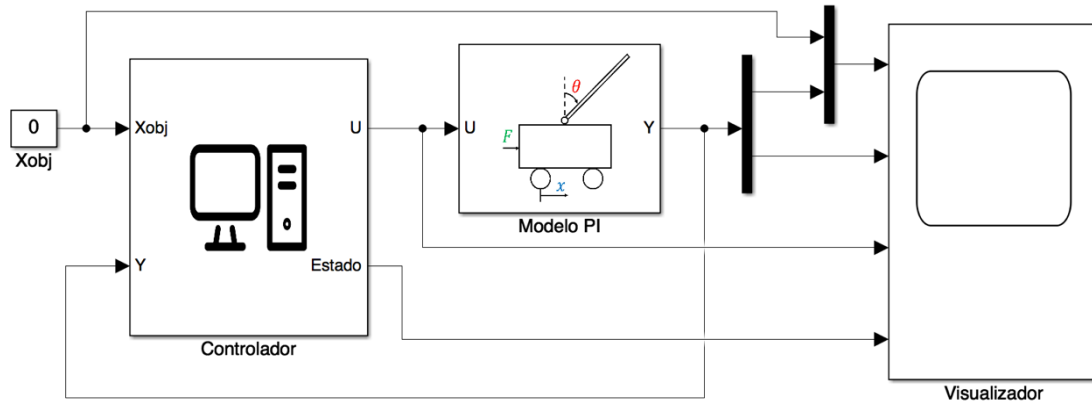 0
Xobj
Xobj
U
Y
Estado
Controlador
U
θ
F
x
Y
Modelo PI
Visualizador